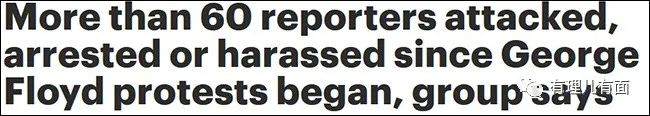 More than 60 reporters attacked,
arrested or harassed since George
Floyd protests began, group says
有理儿有面